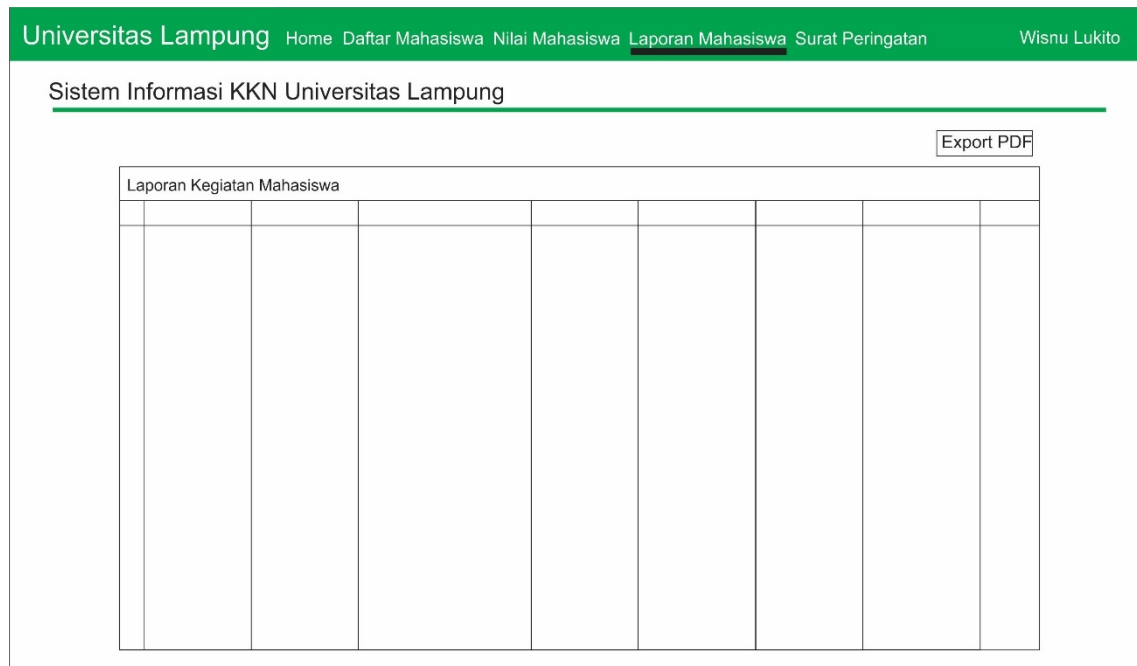 Universitas Lampung Home Daftar Mahasiswa Nilai Mahasiswa Laporan Mahasiswa Surat Peringatan Wisnu Lukito
Sistem Informasi KKN Universitas Lampung
Export PDF
Laporan Kegiatan Mahasiswa